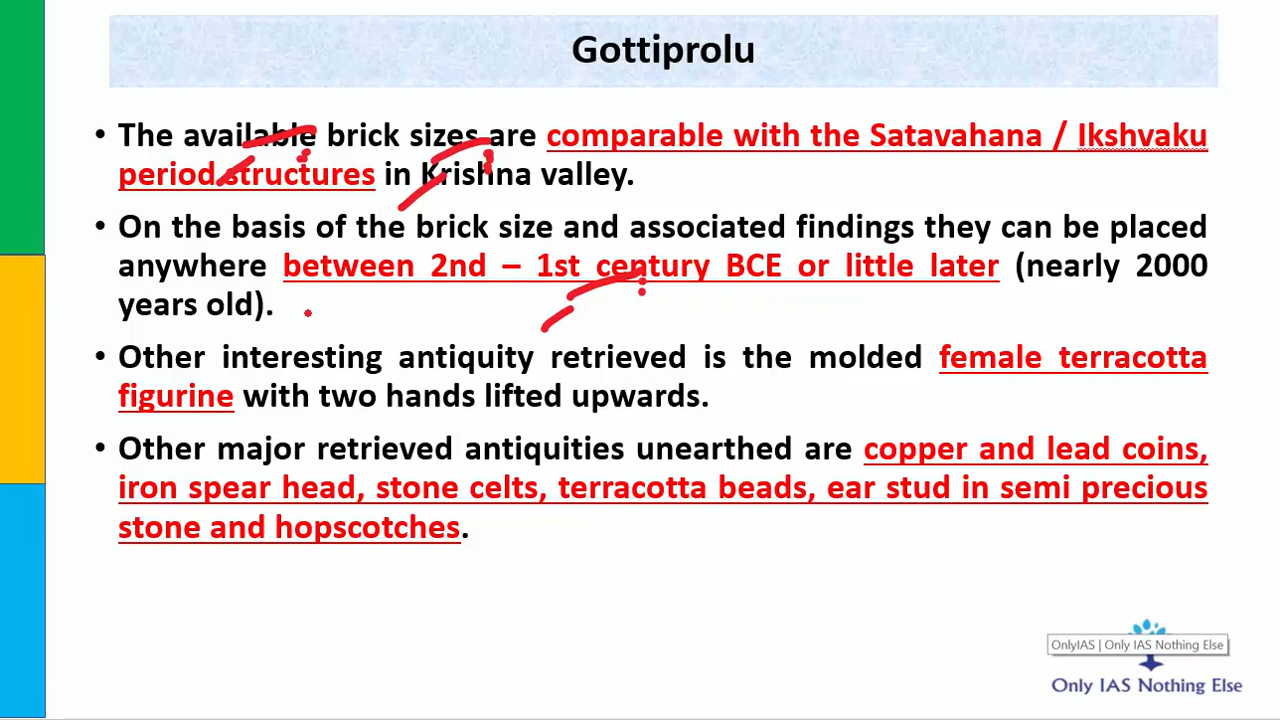 Gottiprolu
• The available brick sizes are comparable with the Satavahana / Ikshvaku
period structures in Krishna valley.
• On the basis of the brick size and associated findings they can be placed
anywhere between 2nd – 1st century BCE or little later (nearly 2000
years old).
• Other interesting antiquity retrieved is the molded female terracotta
figurine with two hands lifted upwards.
• Other major retrieved antiquities unearthed are copper and lead coins,
iron spear head, stone celts, terracotta beads, ear stud in semi precious
stone and hopscotches.
OnlyIAS | Only IAS Nothing Else
Only IAS Nothing Else